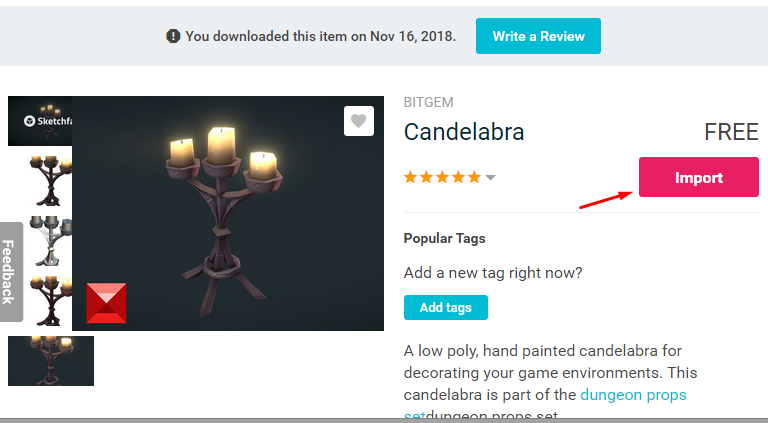 You downloaded this item on Nov 16, 2018.
Write a Review
Sketchfa
BITGEM
Candelabra
FREE
Import
Popular Tags
Add a new tag right now?
Add tags
Feedback
A low poly, hand painted candelabra for
decorating your game environments. This
candelabra is part of the dungeon props
setdungeon props set